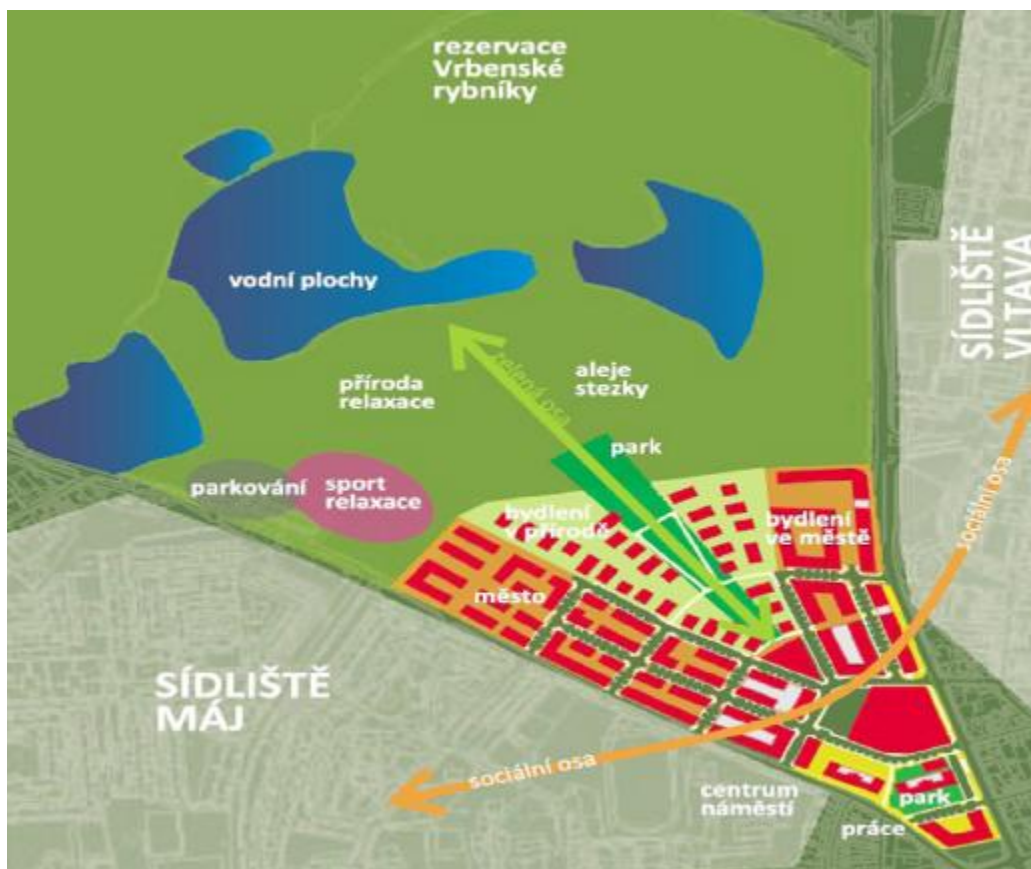 rezervace
Vrbenské
rybníky
vodní plochy
SÍDLIŠTĚ
VLTAVA
příroda
relaxace
zelená osa
aleje
stezky
park
parkování
sport
relaxace
bydlení
v přírodě
bydlení
ve městě
sociální osa
město
SÍDLIŠTĚ
MÁJ
sociální osa
centrum
náměstí
park
práce